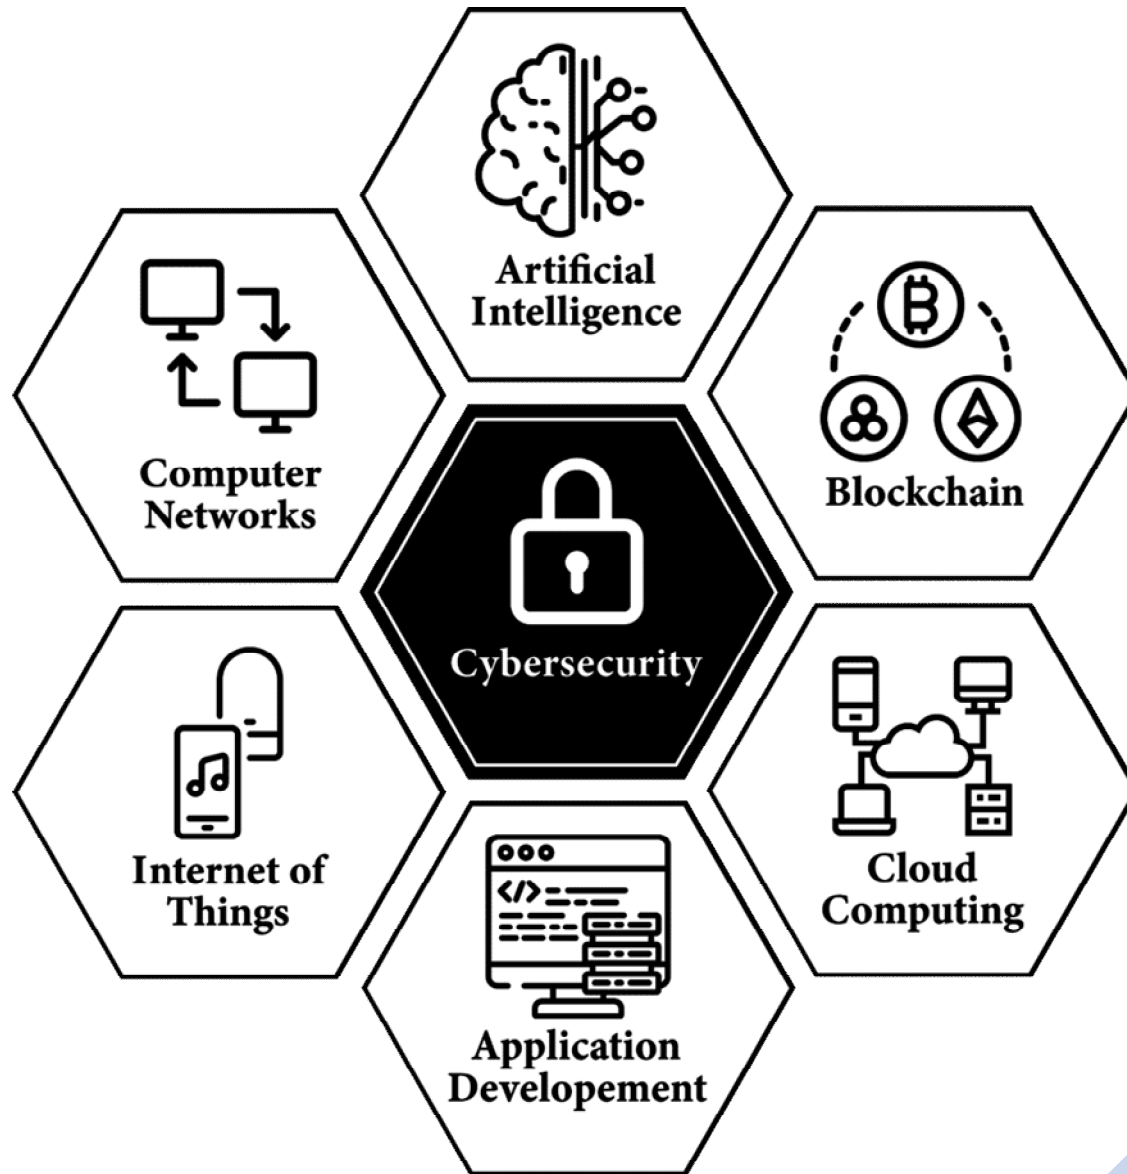 Artificial
Intelligence
Computer
Networks
Blockchain
Cybersecurity
Internet of
Things
Cloud
Computing
Application
Developement